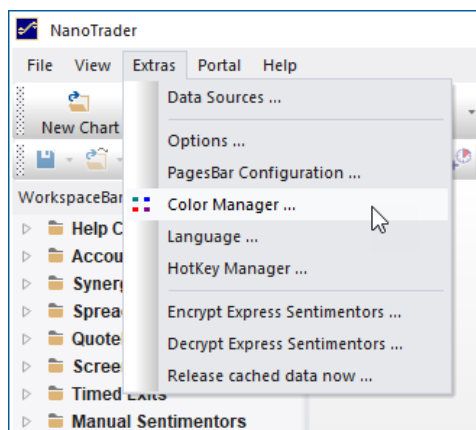 NanoTrader
File View Extras Portal Help
Data Sources ...
New Chart
Options ...
PagesBar Configuration ...
WorkspaceBar
Color Manager ...
Help C
Language ...
Accou
HotKey Manager ...
Syner
Encrypt Express Sentimentors ...
Sprea
Decrypt Express Sentimentors ...
Quote
Release cached data now ...
Scree
Timed Exits
Manual Sentimentors